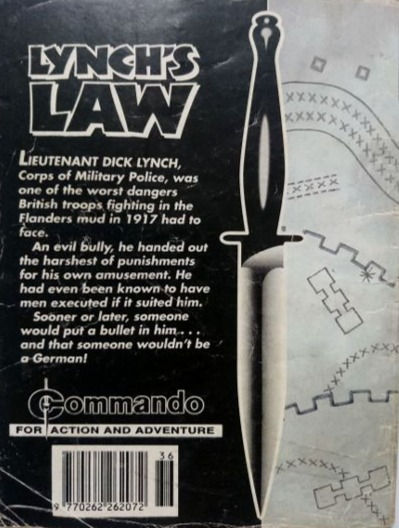 LYNCH'S
LAW
LIEUTENANT DICK LYNCH,
Corps of Military Police, was
one of the worst dangers
British troops fighting in the
Flanders mud in 1917 had to
face.
An evil bully, he handed out
the harshest of punishments
for his own amusement. He
had even been known to have
men executed if it suited him.
Sooner or later, someone
would put a bullet in him . . .
and that someone wouldn't be
a German!
Commando
FOR ACTION AND ADVENTURE
36
9 770262 262072